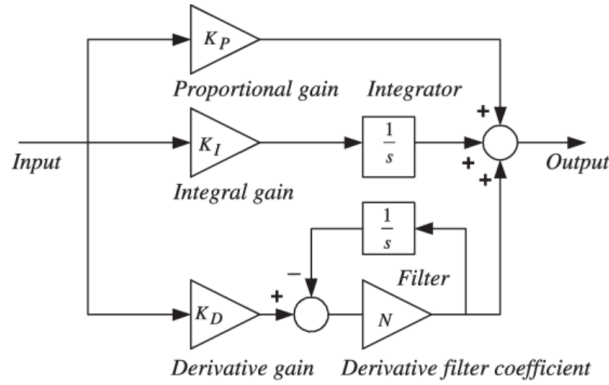 K_P
+
Proportional gain
Integrator
K_I
1
s
Input
+
+
Output
Integral gain
1
s
−
Filter
K_D
+
N
Derivative gain
Derivative filter coefficient